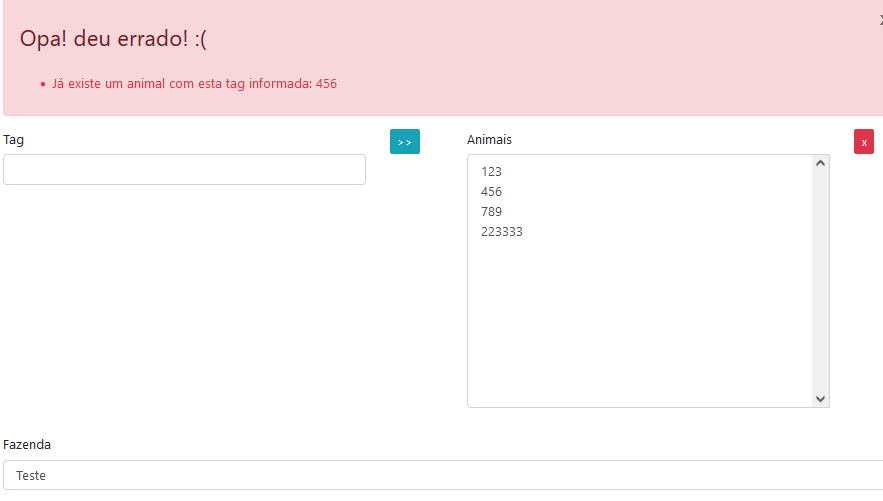 Opa! deu errado! :(
x
• Já existe um animal com esta tag informada: 456
Tag
>>
Animais
x
123
456
789
223333
Fazenda
Teste